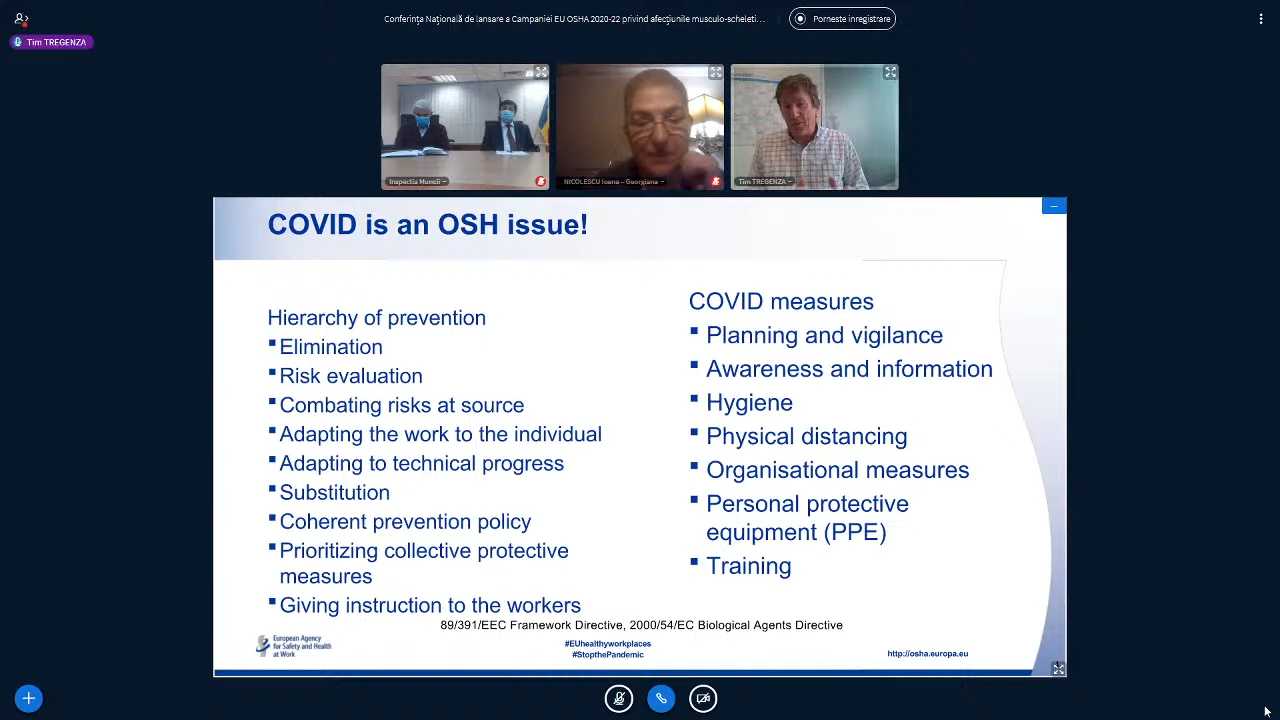 Conferința Națională de lansare a Campaniei EU OSHA 2020-22 privind afecțiunile musculo-scheleti...
Porneste inregistrare
Tim TREGENZA
Inspectia Muncii
NICOLESCU Ioana - Georgiana
Tim TREGENZA
COVID is an OSH issue!
Hierarchy of prevention
Elimination
Risk evaluation
Combating risks at source
Adapting the work to the individual
Adapting to technical progress
Substitution
Coherent prevention policy
Prioritizing collective protective
measures
Giving instruction to the workers
COVID measures
Planning and vigilance
Awareness and information
Hygiene
Physical distancing
Organisational measures
Personal protective
equipment (PPE)
Training
89/391/EEC Framework Directive, 2000/54/EC Biological Agents Directive
European Agency
for Safety and Health
at Work
#EUhealthyworkplaces
#StopthePandemic
http://osha.europa.eu